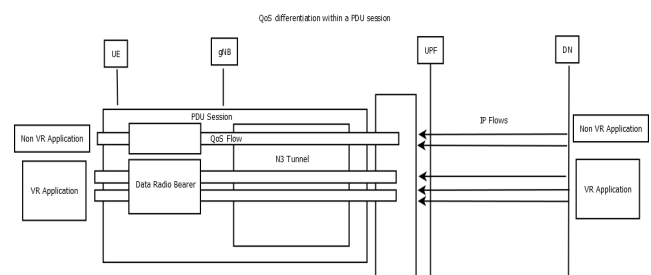 QoS differentiation within a PDU session
UE
gNB
UPF
DN
PDU Session
IP Flows
Non VR Application
QoS Flow
Non VR Application
N3 Tunnel
VR Application
Data Radio Bearer
VR Application